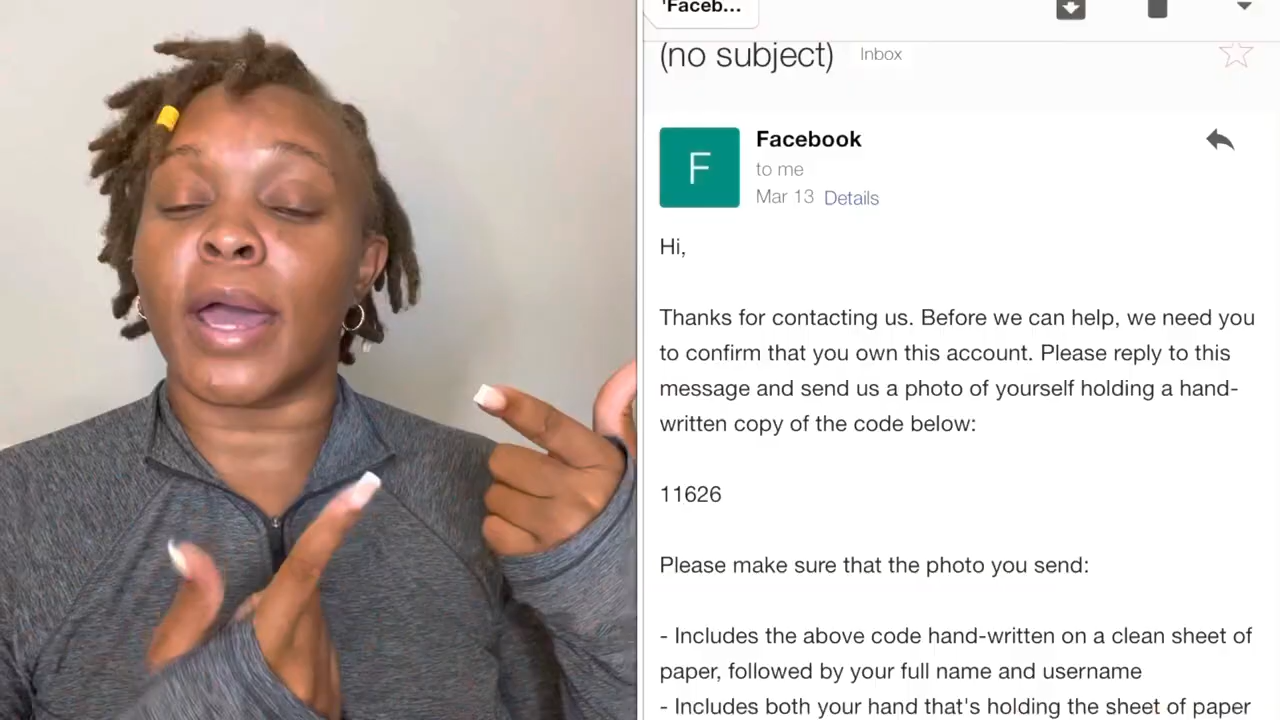 'Faceb...
(no subject) Inbox
F
Facebook
to me
Mar 13 Details
Hi,
Thanks for contacting us. Before we can help, we need you
to confirm that you own this account. Please reply to this
message and send us a photo of yourself holding a hand-
written copy of the code below:
11626
Please make sure that the photo you send:
- Includes the above code hand-written on a clean sheet of
paper, followed by your full name and username
- Includes both your hand that's holding the sheet of paper